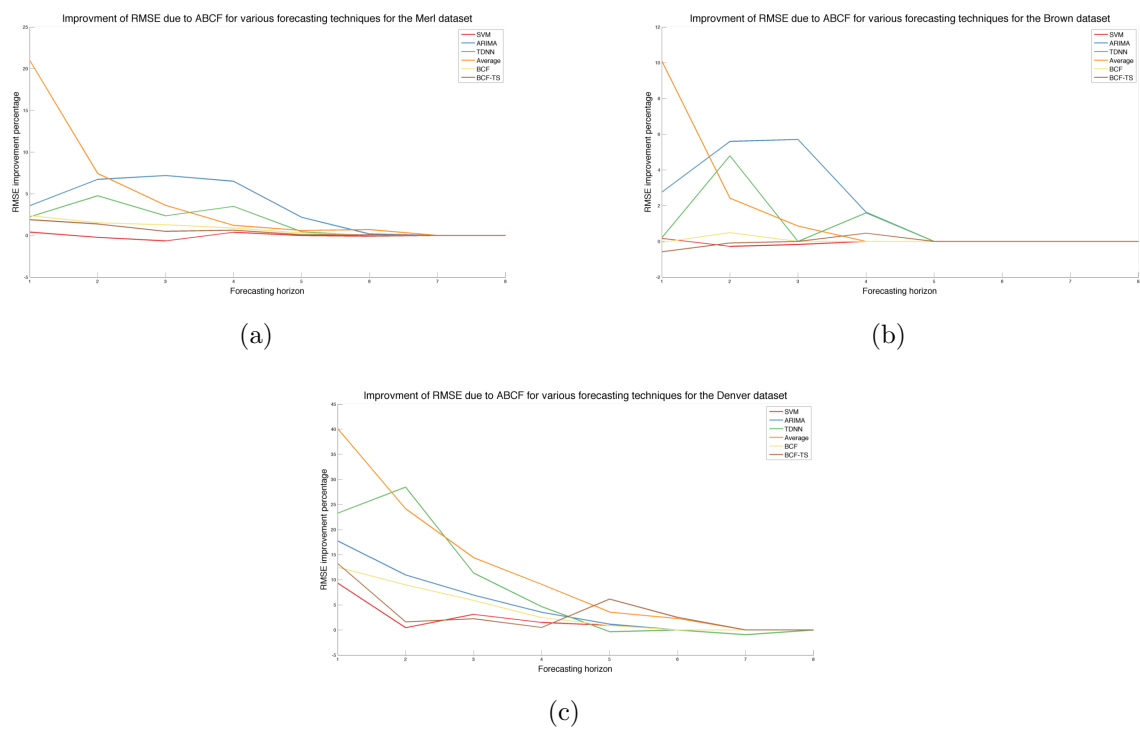 Improvment of RMSE due to ABCF for various forecasting techniques for the Merl dataset
25
20
15
10
5
0
-5
RMSE improvement percentage
SVM
ARIMA
TDNN
Average
BCF
BCF-TS
1 2 3 4 5 6 7 8
Forecasting horizon
(a)
Improvment of RMSE due to ABCF for various forecasting techniques for the Brown dataset
12
10
8
6
4
2
0
-2
RMSE improvement percentage
SVM
ARIMA
TDNN
Average
BCF
BCF-TS
1 2 3 4 5 6 7 8
Forecasting horizon
(b)
Improvment of RMSE due to ABCF for various forecasting techniques for the Denver dataset
45
40
35
30
25
20
15
10
5
0
-5
RMSE improvement percentage
SVM
ARIMA
TDNN
Average
BCF
BCF-TS
1 2 3 4 5 6 7 8
Forecasting horizon
(c)